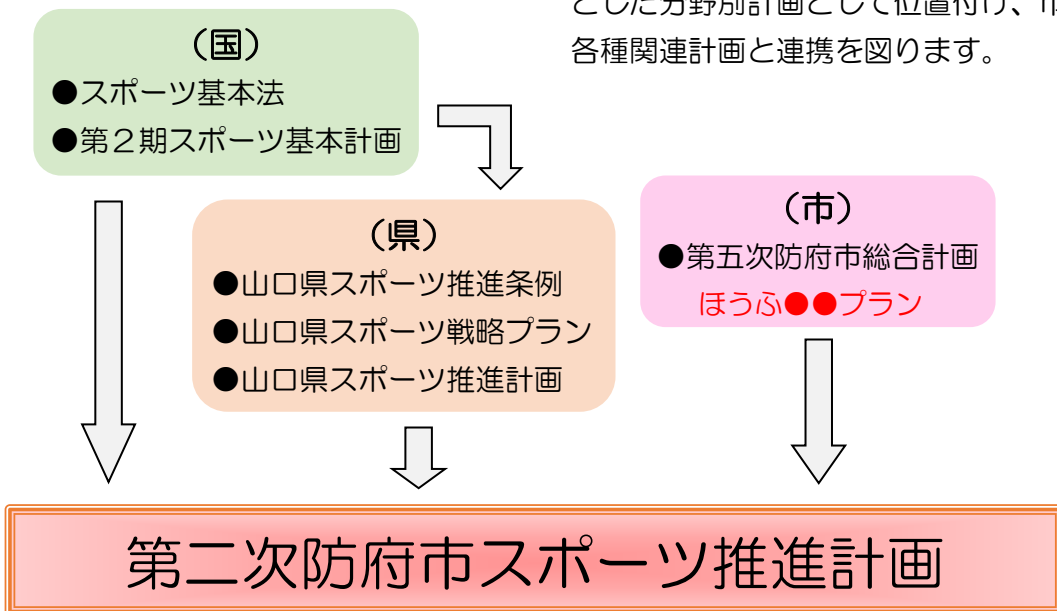 とした分野別計画として位置付け、市
各種関連計画と連携を図ります。
（国）
●スポーツ基本法
●第２期スポーツ基本計画
（県）
●山口県スポーツ推進条例
●山口県スポーツ戦略プラン
●山口県スポーツ推進計画
（市）
●第五次防府市総合計画
ほうふ●●プラン
第二次防府市スポーツ推進計画